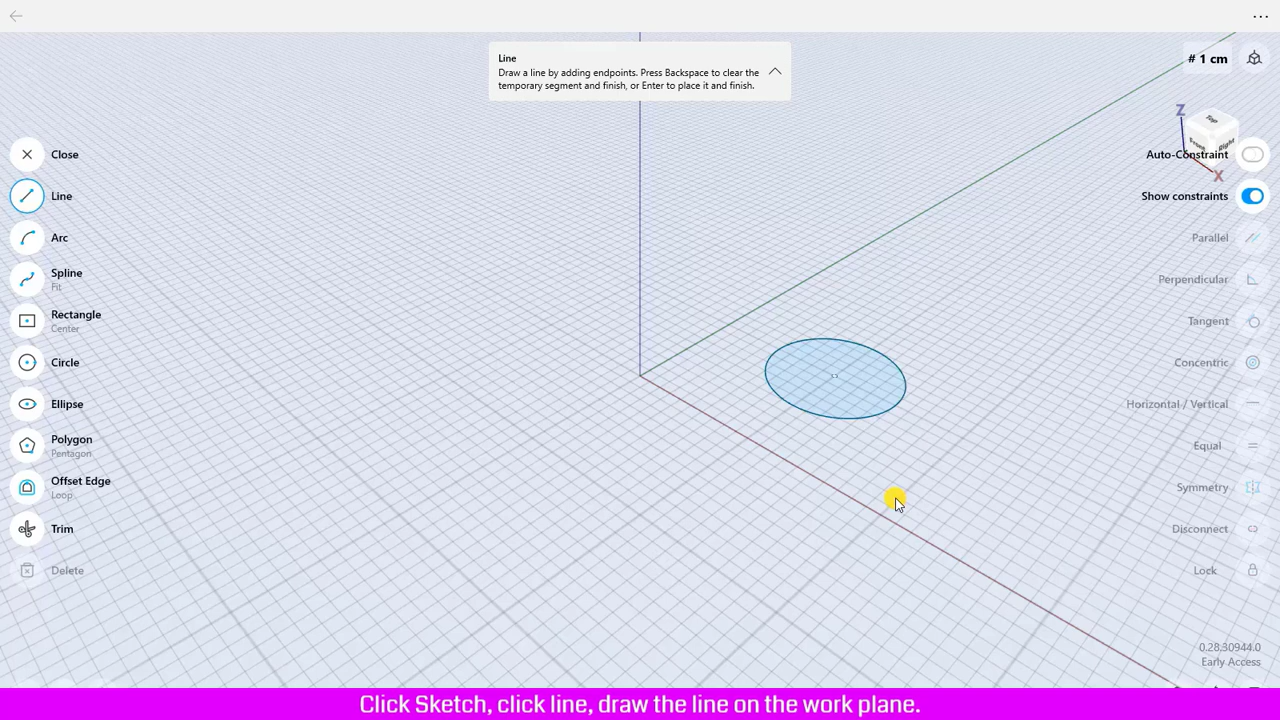 Line
Draw a line by adding endpoints. Press Backspace to clear the
temporary segment and finish, or Enter to place it and finish.
# 1 cm
Z
Top
Right
X
Close
Line
Arc
Spline
Fit
Rectangle
Center
Circle
Ellipse
Polygon
Pentagon
Offset Edge
Loop
Trim
Delete
Auto-Constraint
Show constraints
Parallel
Perpendicular
Tangent
Concentric
Horizontal / Vertical
Equal
Symmetry
Disconnect
Lock
0.28.30944.0
Early Access
Click Sketch, click line, draw the line on the work plane.